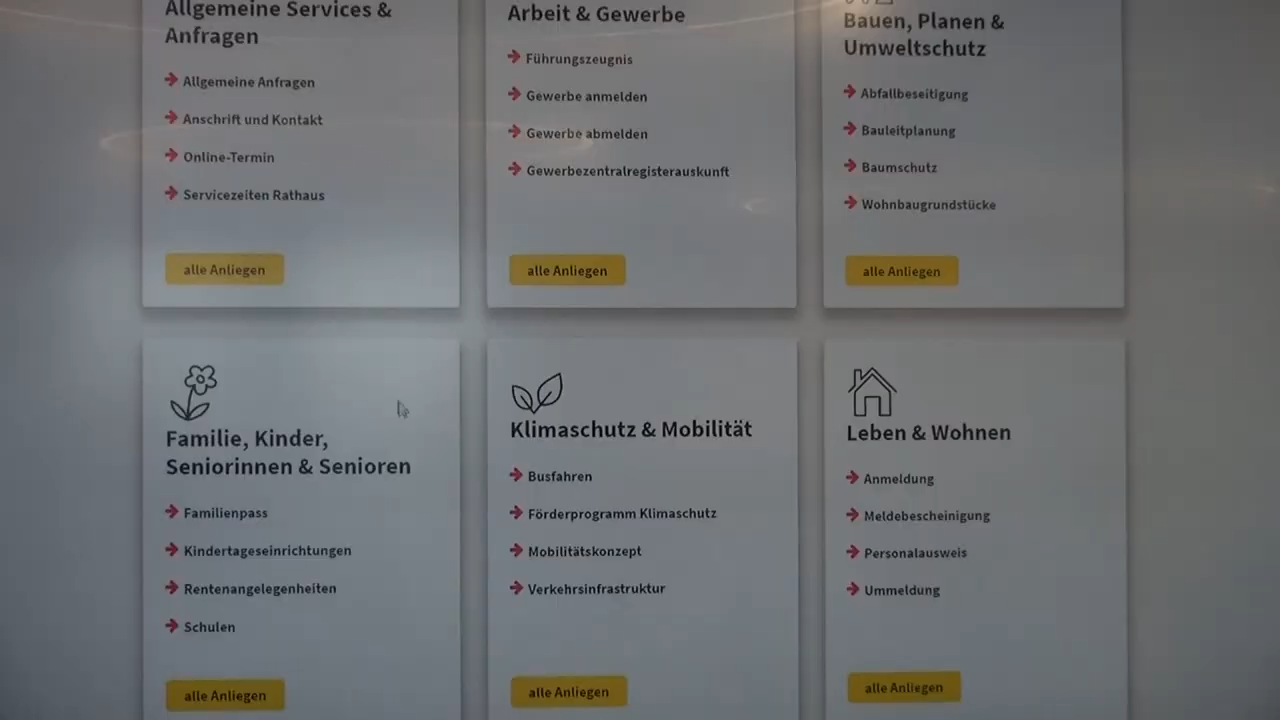 Allgemeine Services &
Anfragen
Allgemeine Anfragen
Anschrift und Kontakt
Online-Termin
Servicezeiten Rathaus
alle Anliegen
Arbeit & Gewerbe
Führungszeugnis
Gewerbe anmelden
Gewerbe abmelden
Gewerbezentralregisterauskunft
alle Anliegen
Bauen, Planen &
Umweltschutz
Abfallbeseitigung
Bauleitplanung
Baumschutz
Wohnbaugrundstücke
alle Anliegen
Familie, Kinder,
Seniorinnen & Senioren
Familienpass
Kindertageseinrichtungen
Rentenangelegenheiten
Schulen
alle Anliegen
Klimaschutz & Mobilität
Busfahren
Förderprogramm Klimaschutz
Mobilitätskonzept
Verkehrsinfrastruktur
alle Anliegen
Leben & Wohnen
Anmeldung
Meldebescheinigung
Personalausweis
Ummeldung
alle Anliegen